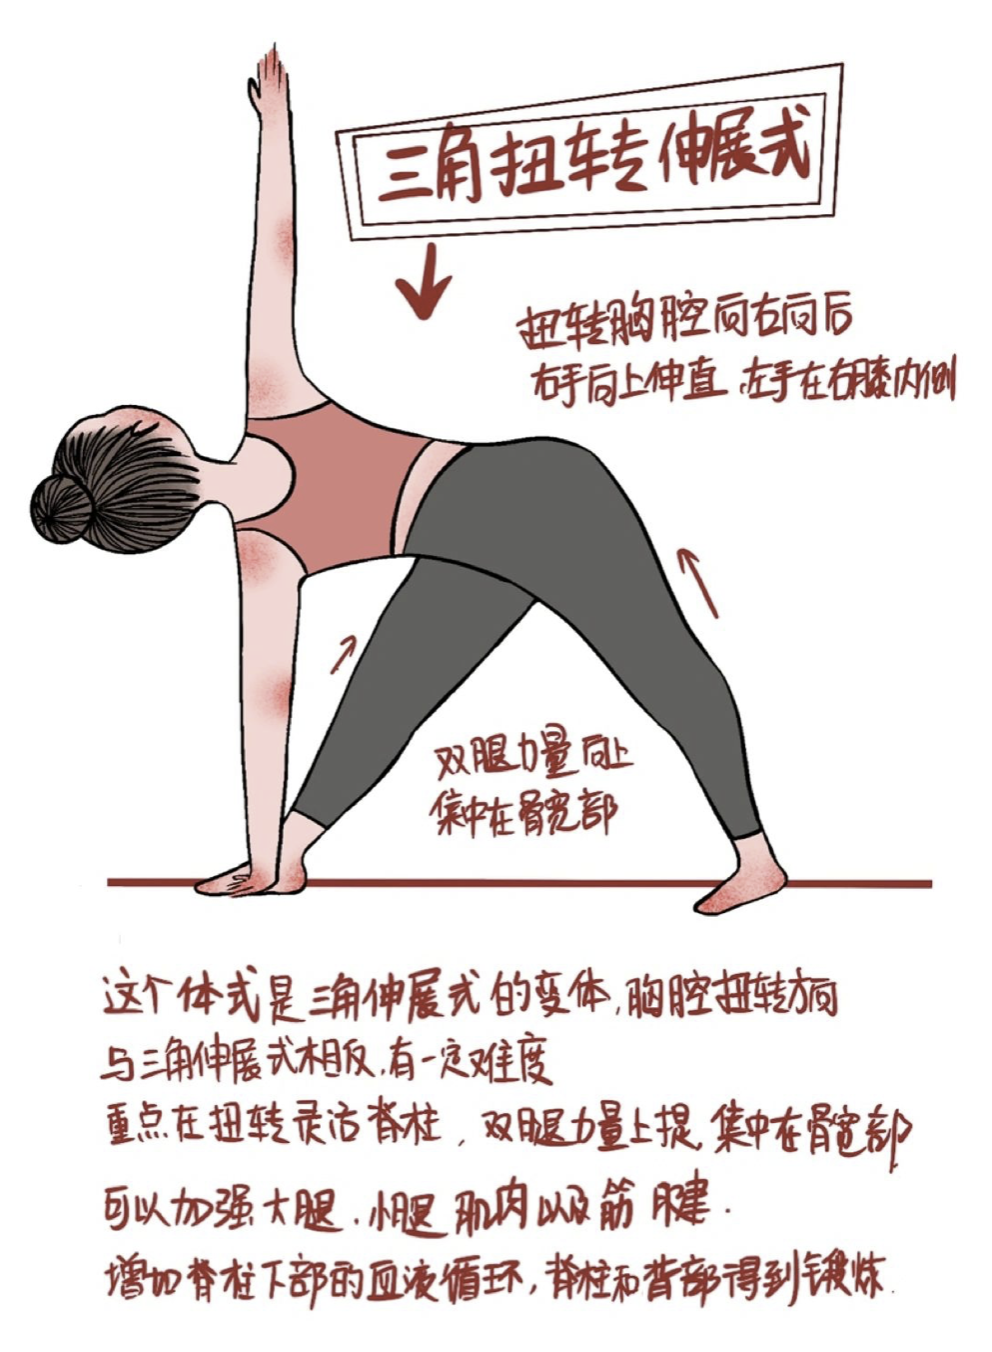 三角扭转伸展式
扭转胸腔向右向后
右手向上伸直,左手在右膝内侧
双腿力量向上
集中在髋部
这个体式是三角伸展式的变体,胸腔扭转方向
与三角伸展式相反,有一定难度
重点在扭转灵活脊柱,双腿力量上提,集中在髋部
可以加强大腿.小腿肌肉以及筋腱.
增加脊柱下部的血液循环,脊柱和背部得到锻炼.